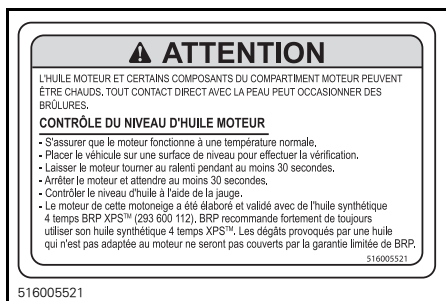 ATTENTION
L'HUILE MOTEUR ET CERTAINS COMPOSANTS DU COMPARTIMENT MOTEUR PEUVENT
ÊTRE CHAUDS. TOUT CONTACT DIRECT AVEC LA PEAU PEUT OCCASIONNER DES
BRÛLURES.
CONTRÔLE DU NIVEAU D'HUILE MOTEUR
- S'assurer que le moteur fonctionne à une température normale.
- Placer le véhicule sur une surface de niveau pour effectuer la vérification.
- Laisser le moteur tourner au ralenti pendant au moins 30 secondes.
- Arrêter le moteur et attendre au moins 30 secondes.
- Contrôler le niveau d'huile à l'aide de la jauge.
- Le moteur de cette motoneige a été élaboré et validé avec de l'huile synthétique
4 temps BRP XPS™ (293 600 112). BRP recommande fortement de toujours
utiliser son huile synthétique 4 temps XPS™. Les dégâts provoqués par une huile
qui n'est pas adaptée au moteur ne seront pas couverts par la garantie limitée de BRP.
516005521
516005521